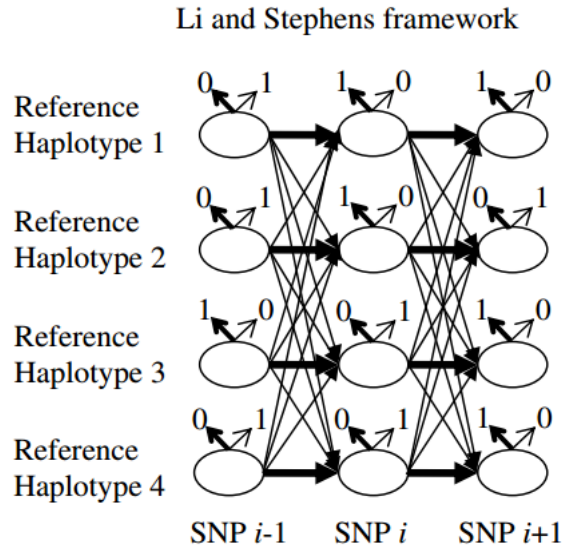 Li and Stephens framework
Reference
Haplotype 1
0 1 1 0 1 0
Reference
Haplotype 2
0 1 1 0 0 1
Reference
Haplotype 3
1 0 0 1 1 0
Reference
Haplotype 4
0 1 0 1 1 0
SNP i-1 SNP i SNP i+1